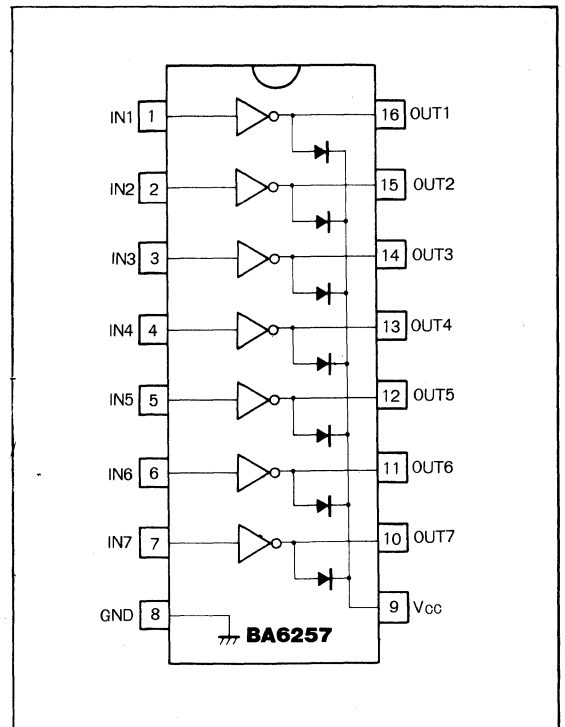 IN1 1 16 OUT1
IN2 2 15 OUT2
IN3 3 14 OUT3
IN4 4 13 OUT4
IN5 5 12 OUT5
IN6 6 11 OUT6
IN7 7 10 OUT7
GND 8 9 Vcc
BA6257